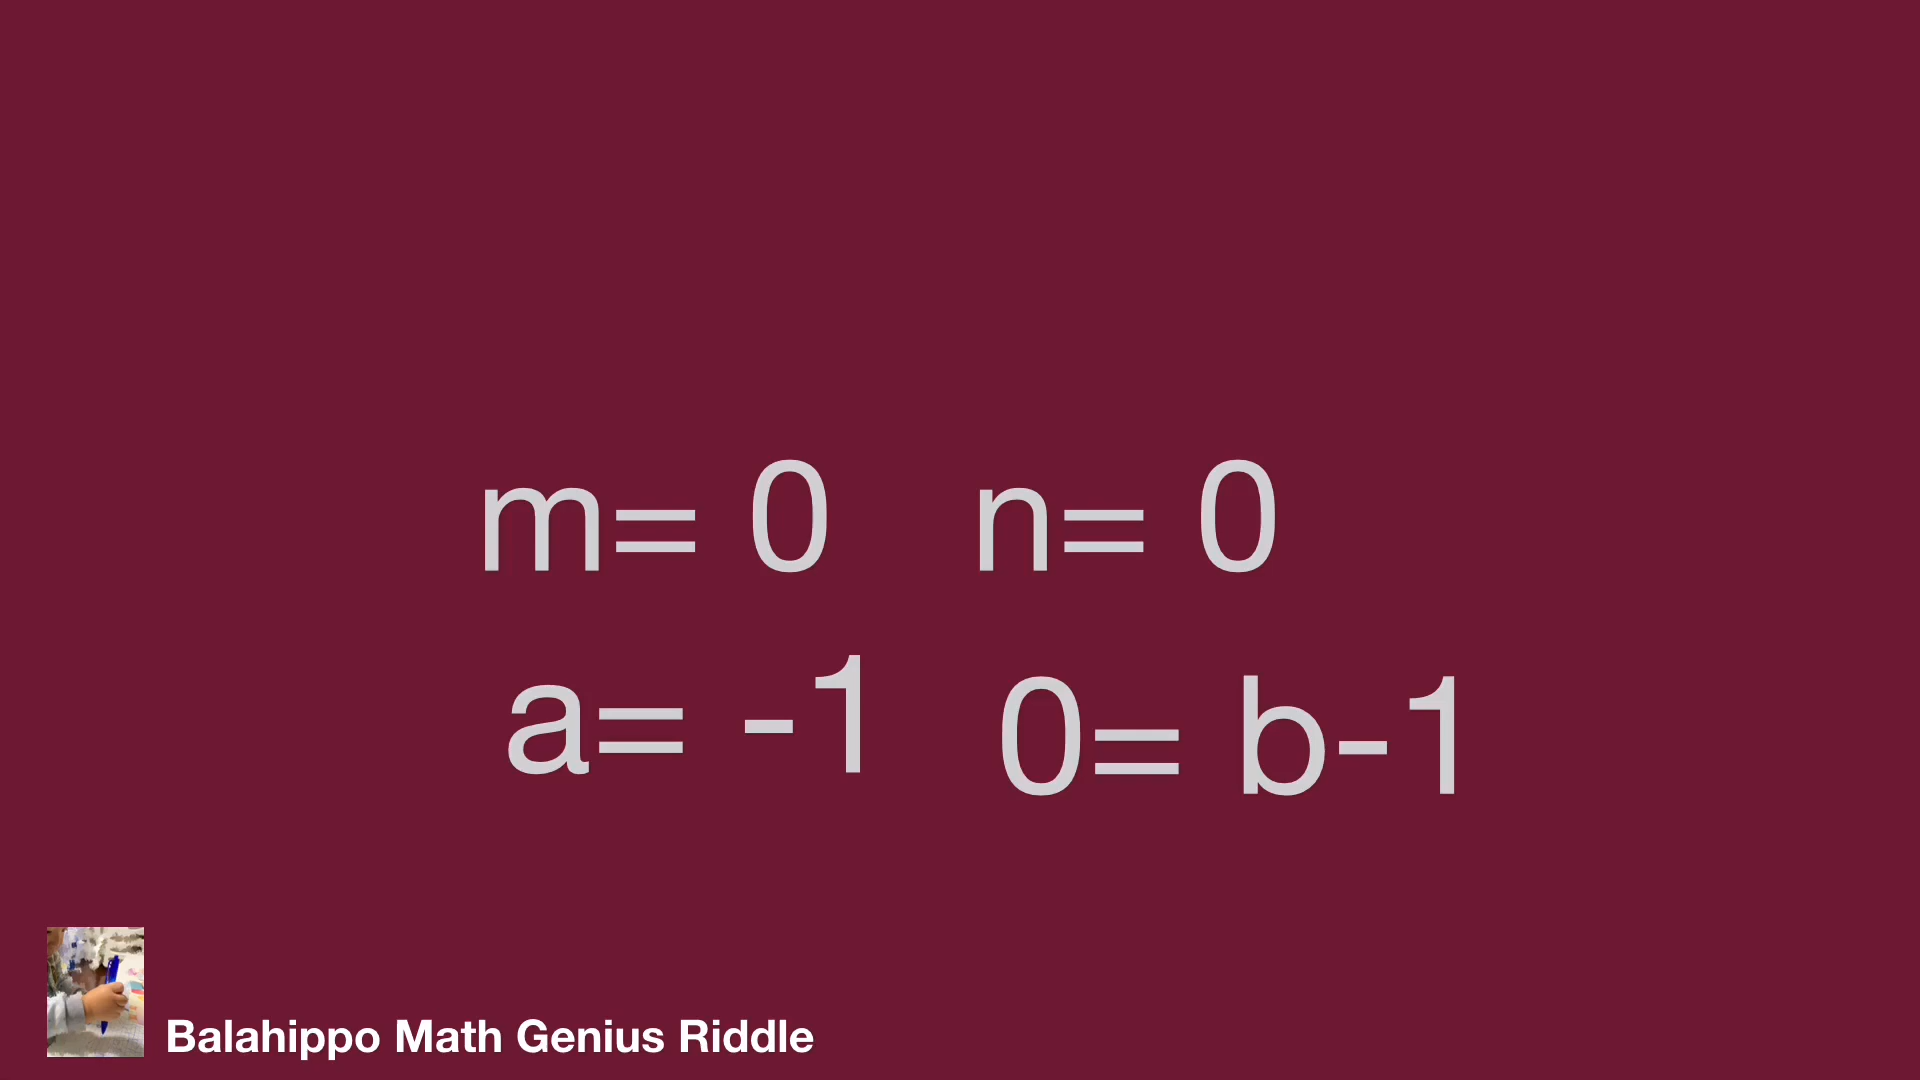 m= 0 n= 0
a= -1 0= b-1
Balahippo Math Genius Riddle